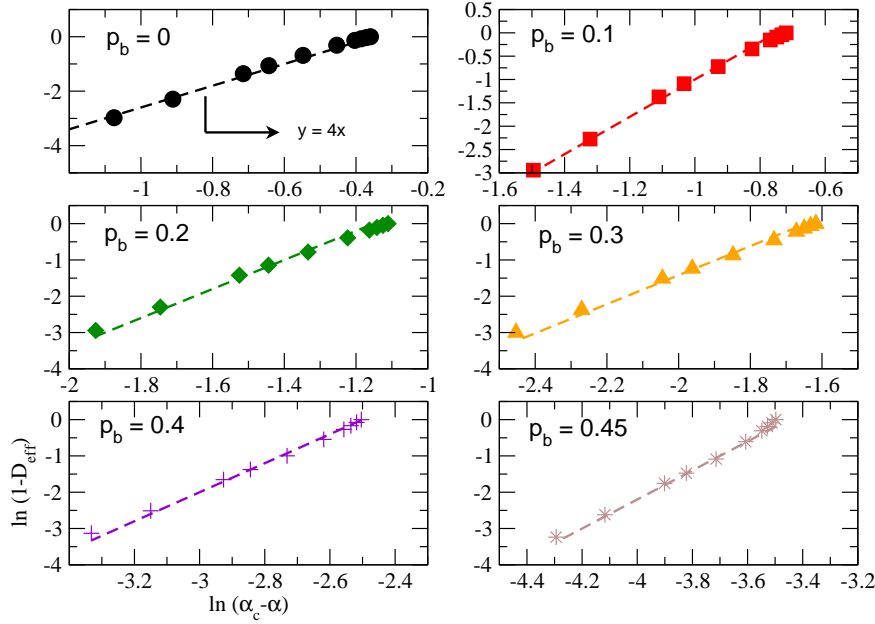 p_b = 0
0
-2
-4
y = 4x
-1 -0.8 -0.6 -0.4 -0.2
p_b = 0.1
0.5
0
-0.5
-1
-1.5
-2
-2.5
-3
-1.6 -1.4 -1.2 -1 -0.8 -0.6
p_b = 0.2
0
-1
-2
-3
-4
-2 -1.8 -1.6 -1.4 -1.2 -1
p_b = 0.3
0
-1
-2
-3
-4
-2.4 -2 -1.8 -1.6
p_b = 0.4
0
-1
-2
-3
-4
-3.2 -3 -2.8 -2.6 -2.4
p_b = 0.45
0
-1
-2
-3
-4
-4.4 -4.2 -4 -3.8 -3.6 -3.4 -3.2
ln (1-D_eff)
ln (α_c-α)